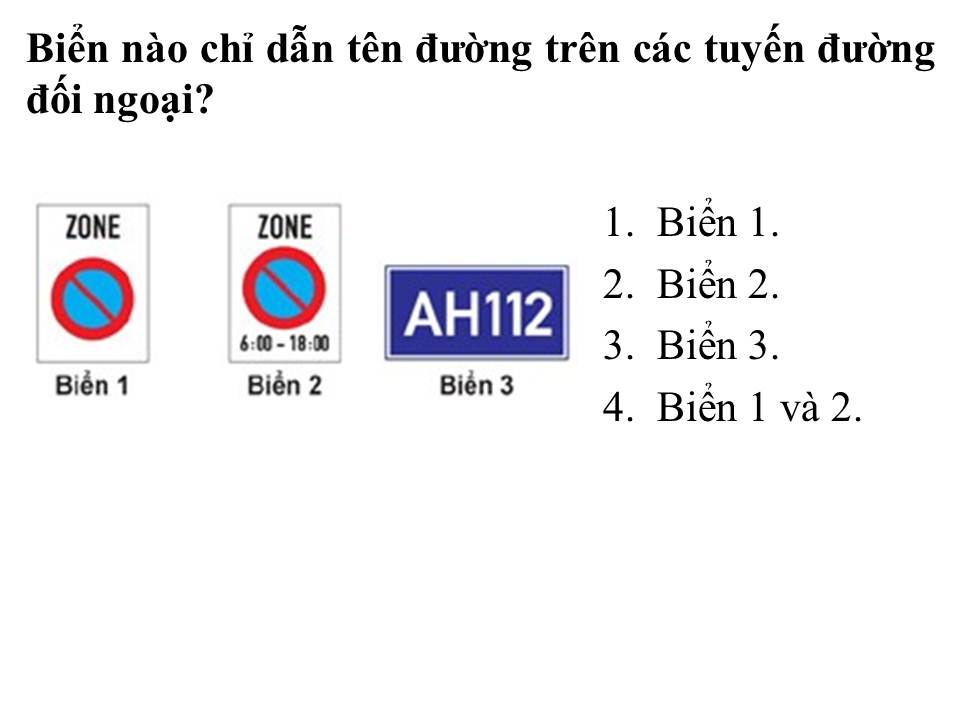 Biển nào chỉ dẫn tên đường trên các tuyến đường
đối ngoại?
ZONE
Biển 1
ZONE
6:00 - 18:00
Biển 2
AH112
Biển 3
1. Biển 1.
2. Biển 2.
3. Biển 3.
4. Biển 1 và 2.